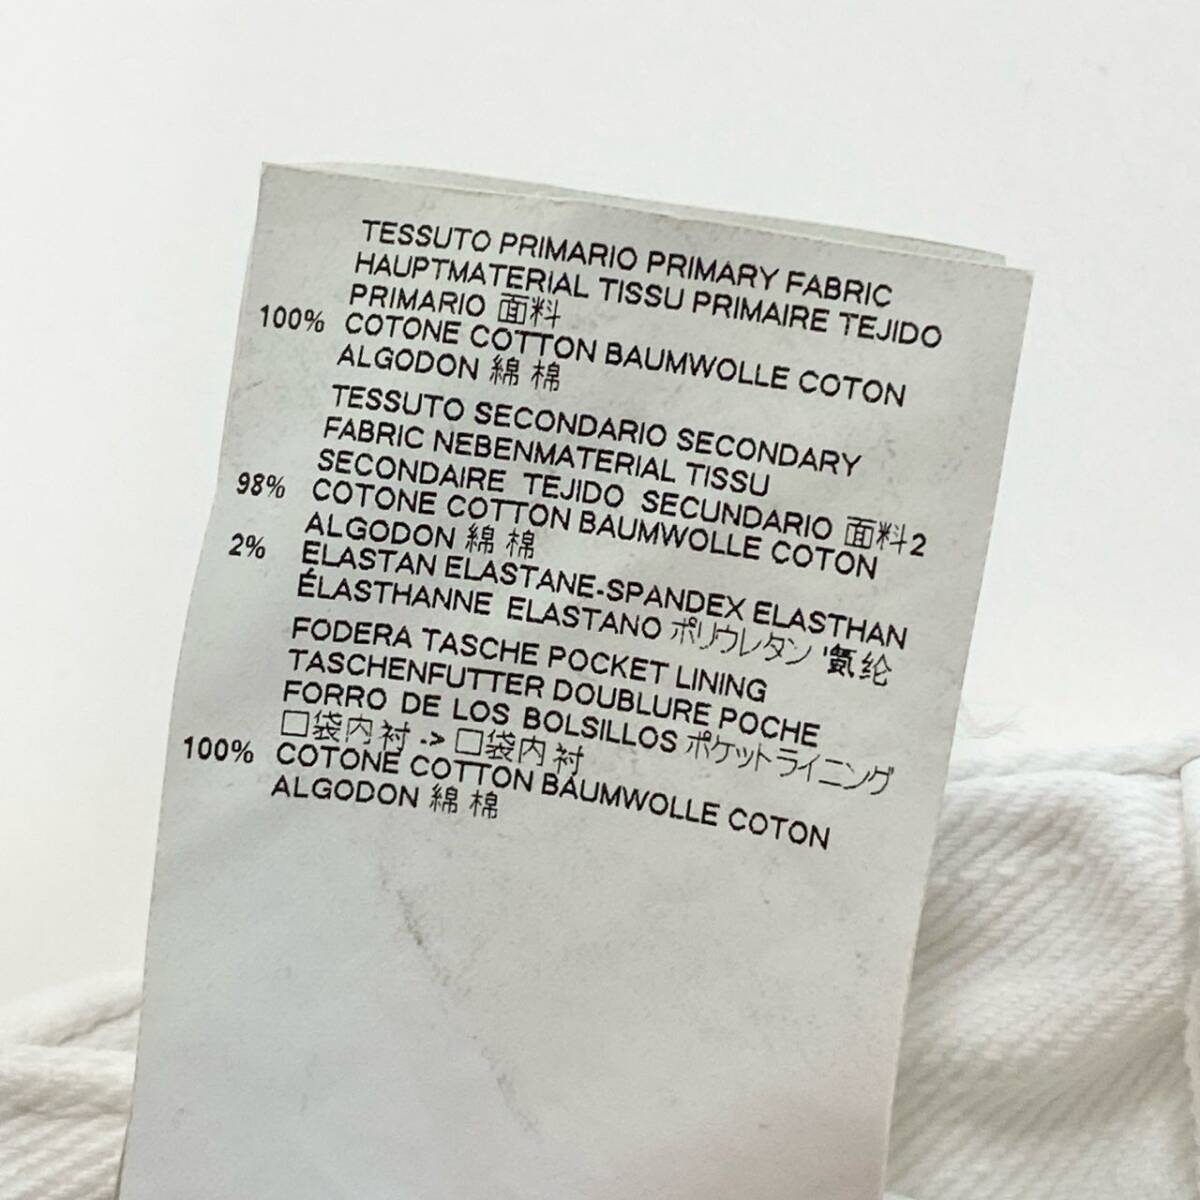 TESSUTO PRIMARIO PRIMARY FABRIC
HAUPTMATERIAL TISSU PRIMAIRE TEJIDO
PRIMARIO 面料
100% COTONE COTTON BAUMWOLLE COTON
ALGODON 綿 棉
TESSUTO SECONDARIO SECONDARY
FABRIC NEBENMATERIAL TISSU
SECONDAIRE TEJIDO SECUNDARIO 面料2
98% COTONE COTTON BAUMWOLLE COTON
ALGODON 綿 棉
2% ELASTAN ELASTANE-SPANDEX ELASTHAN
ÉLASTHANNE ELASTANO ポリウレタン '氨纶
FODERA TASCHE POCKET LINING
TASCHENFUTTER DOUBLURE POCHE
FORRO DE LOS BOLSILLOS ポケットライニング
口袋内衬 -> 口袋内衬
100% COTONE COTTON BAUMWOLLE COTON
ALGODON 綿 棉